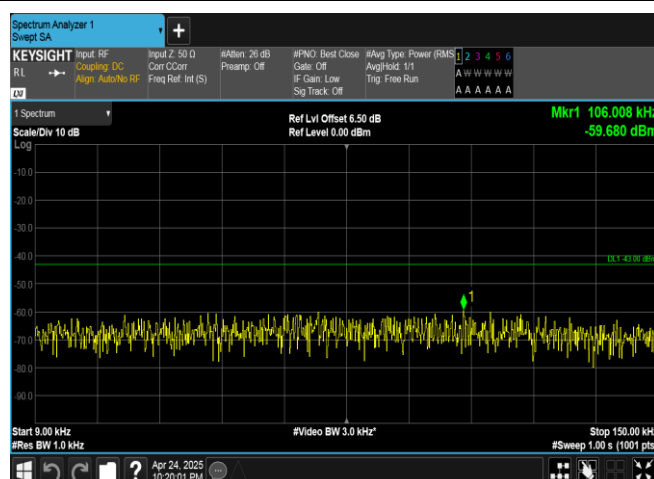 Spectrum Analyzer 1
Swept SA
+
KEYSIGHT
RL
LXI
Input: RF
Coupling: DC
Align: Auto/No RF
Input Z: 50 Ω
Corr CCorr
Freq Ref: Int (S)
#Atten: 26 dB
Preamp: Off
#PNO: Best Close
Gate: Off
IF Gain: Low
Sig Track: Off
#Avg Type: Power (RMS
Avg|Hold: 1/1
Trig: Free Run
1 2 3 4 5 6
A W W W W W
A A A A A A
1 Spectrum
Scale/Div 10 dB
Log
Ref Lvl Offset 6.50 dB
Ref Level 0.00 dBm
Mkr1 106.008 kHz
-59.680 dBm
-10.0
-20.0
-30.0
-40.0
DL1 -43.00 dBm
-50.0
1
-60.0
-70.0
-80.0
-90.0
Start 9.00 kHz
#Res BW 1.0 kHz
#Video BW 3.0 kHz*
Stop 150.00 kHz
#Sweep 1.00 s (1001 pts
?
Apr 24, 2025
10:20:01 PM